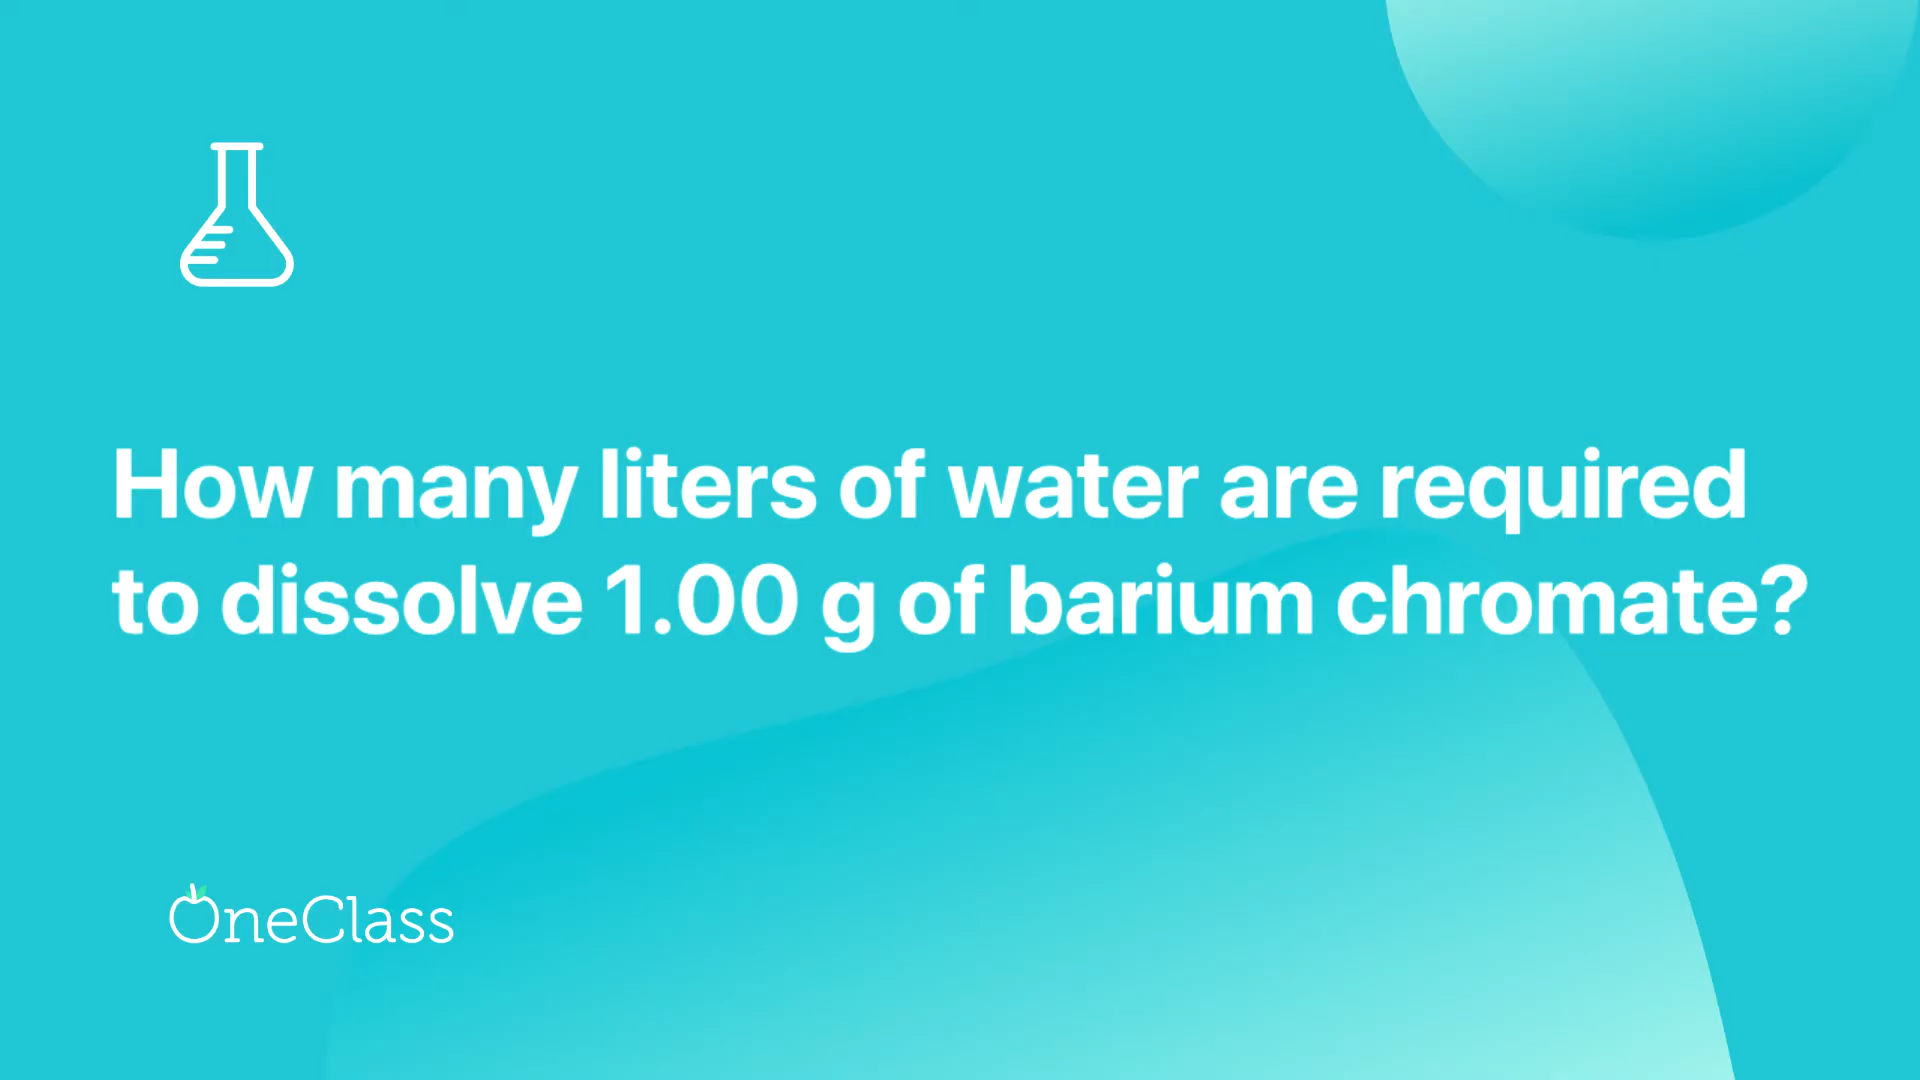 How many liters of water are required
to dissolve 1.00 g of barium chromate?
OneClass